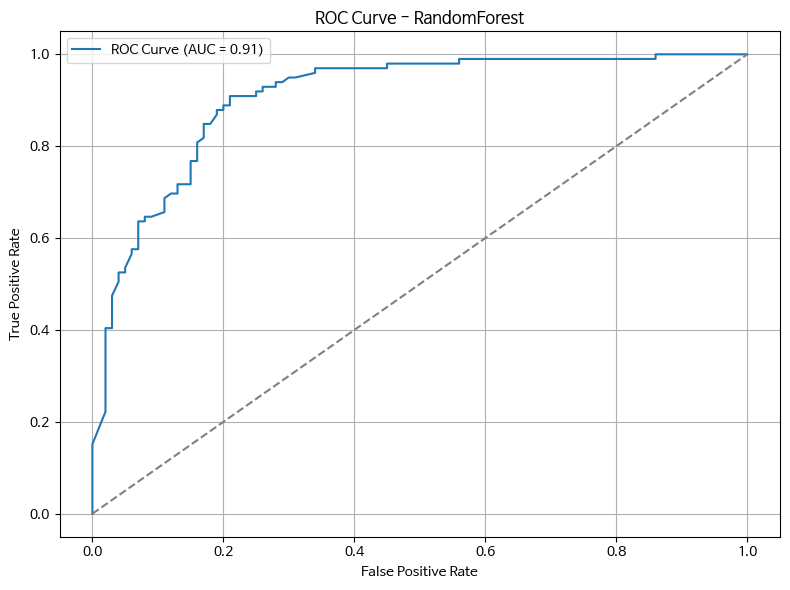 ROC Curve - RandomForest
ROC Curve (AUC = 0.91)
True Positive Rate
1.0
0.8
0.6
0.4
0.2
0.0
0.0 0.2 0.4 0.6 0.8 1.0
False Positive Rate